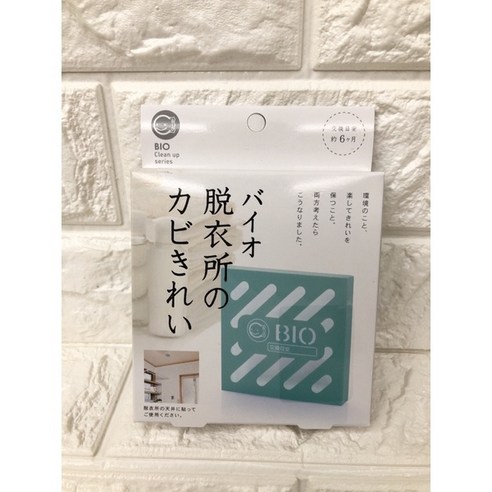 BIO
Clean up
series
交換目安
約6ヶ月
バイオ
脱衣所の
カビきれい
環境のこと、
楽してきれいを
保つこと、
両方考えたら
こうなりました。
BIO
交換目安
脱衣所の天井に貼って
ご使用ください。